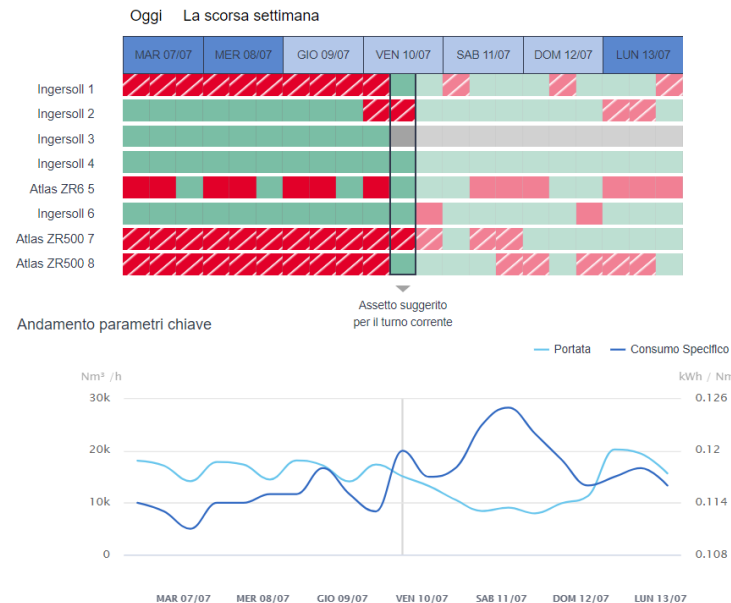 Oggi La scorsa settimana
MAR 07/07 MER 08/07 GIO 09/07 VEN 10/07 SAB 11/07 DOM 12/07 LUN 13/07
Ingersoll 1
Ingersoll 2
Ingersoll 3
Ingersoll 4
Atlas ZR6 5
Ingersoll 6
Atlas ZR500 7
Atlas ZR500 8
Assetto suggerito
per il turno corrente
Andamento parametri chiave
Portata Consumo Specifico
Nm³ /h kWh / Nm
30k 0.126
20k 0.12
10k 0.114
0 0.108
MAR 07/07 MER 08/07 GIO 09/07 VEN 10/07 SAB 11/07 DOM 12/07 LUN 13/07